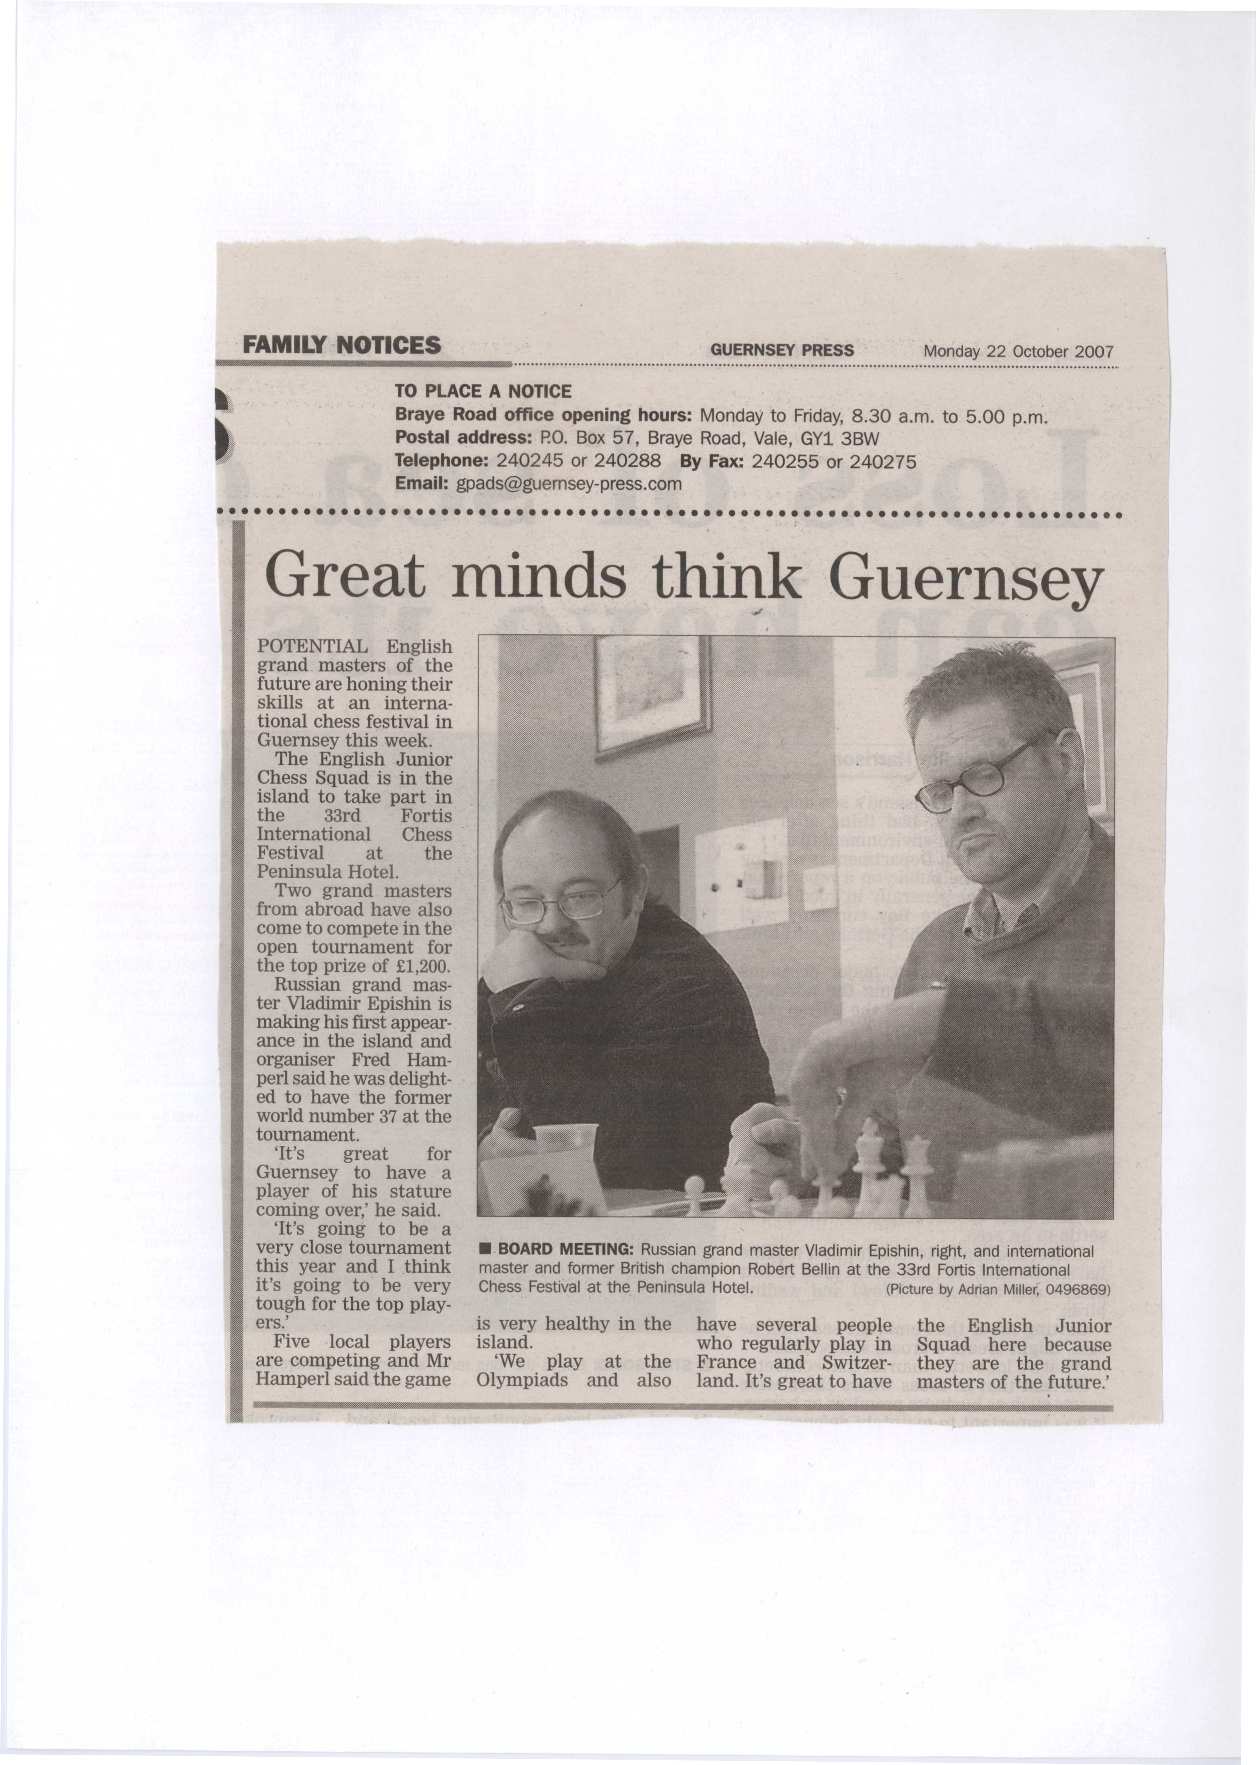 FAMILY NOTICES
GUERNSEY PRESS
Monday 22 October 2007
TO PLACE A NOTICE
Braye Road office opening hours: Monday to Friday, 8.30 a.m. to 5.00 p.m.
Postal address: P.O. Box 57, Braye Road, Vale, GY1 3BW
Telephone: 240245 or 240288 By Fax: 240255 or 240275
Email: gpads@guernsey-press.com
Great minds think Guernsey
POTENTIAL English
grand masters of the
future are honing their
skills at an interna-
tional chess festival in
Guernsey this week.
The English Junior
Chess Squad is in the
island to take part in
the 33rd Fortis
International Chess
Festival at the
Peninsula Hotel.
Two grand masters
from abroad have also
come to compete in the
open tournament for
the top prize of £1,200.
Russian grand mas-
ter Vladimir Epishin is
making his first appear-
ance in the island and
organiser Fred Ham-
perl said he was delight-
ed to have the former
world number 37 at the
tournament.
'It's great for
Guernsey to have a
player of his stature
coming over,' he said.
'It's going to be a
very close tournament
this year and I think
it's going to be very
tough for the top play-
ers.'
Five local players
are competing and Mr
Hamperl said the game
■ BOARD MEETING: Russian grand master Vladimir Epishin, right, and international
master and former British champion Robert Bellin at the 33rd Fortis International
Chess Festival at the Peninsula Hotel. (Picture by Adrian Miller, 0496869)
is very healthy in the
island.
'We play at the
Olympiads and also
have several people
who regularly play in
France and Switzer-
land. It's great to have
the English Junior
Squad here because
they are the grand
masters of the future.'